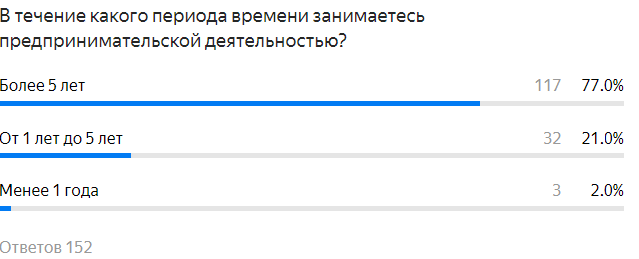 В течение какого периода времени занимаетесь
предпринимательской деятельностью?
Более 5 лет 117 77.0%
От 1 лет до 5 лет 32 21.0%
Менее 1 года 3 2.0%
Ответов 152